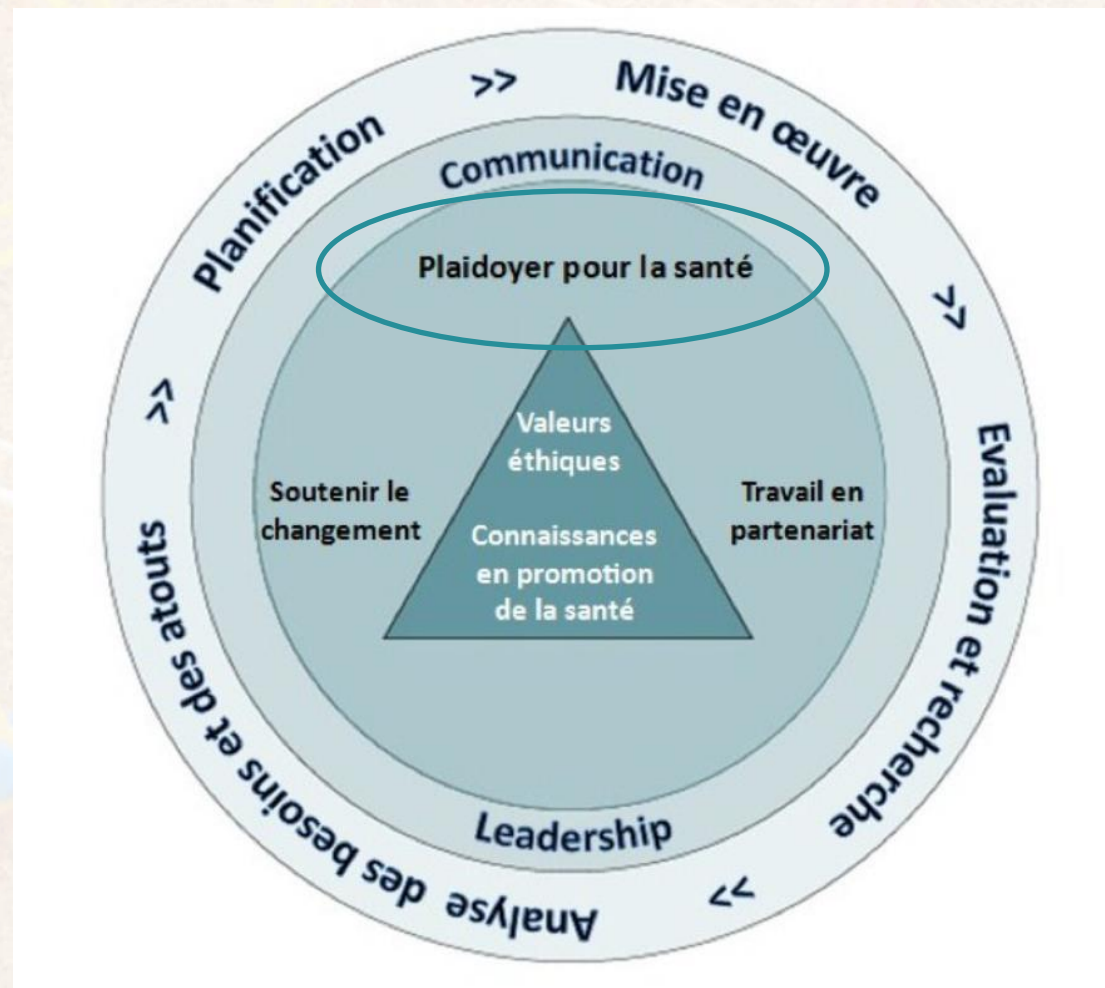 Planification
>>
Mise en œuvre
>>
Evaluation et recherche
>>
Analyse des besoins et des atouts
>>
Communication
Leadership
Plaidoyer pour la santé
Soutenir le
changement
Travail en
partenariat
Valeurs
éthiques
Connaissances
en promotion
de la santé